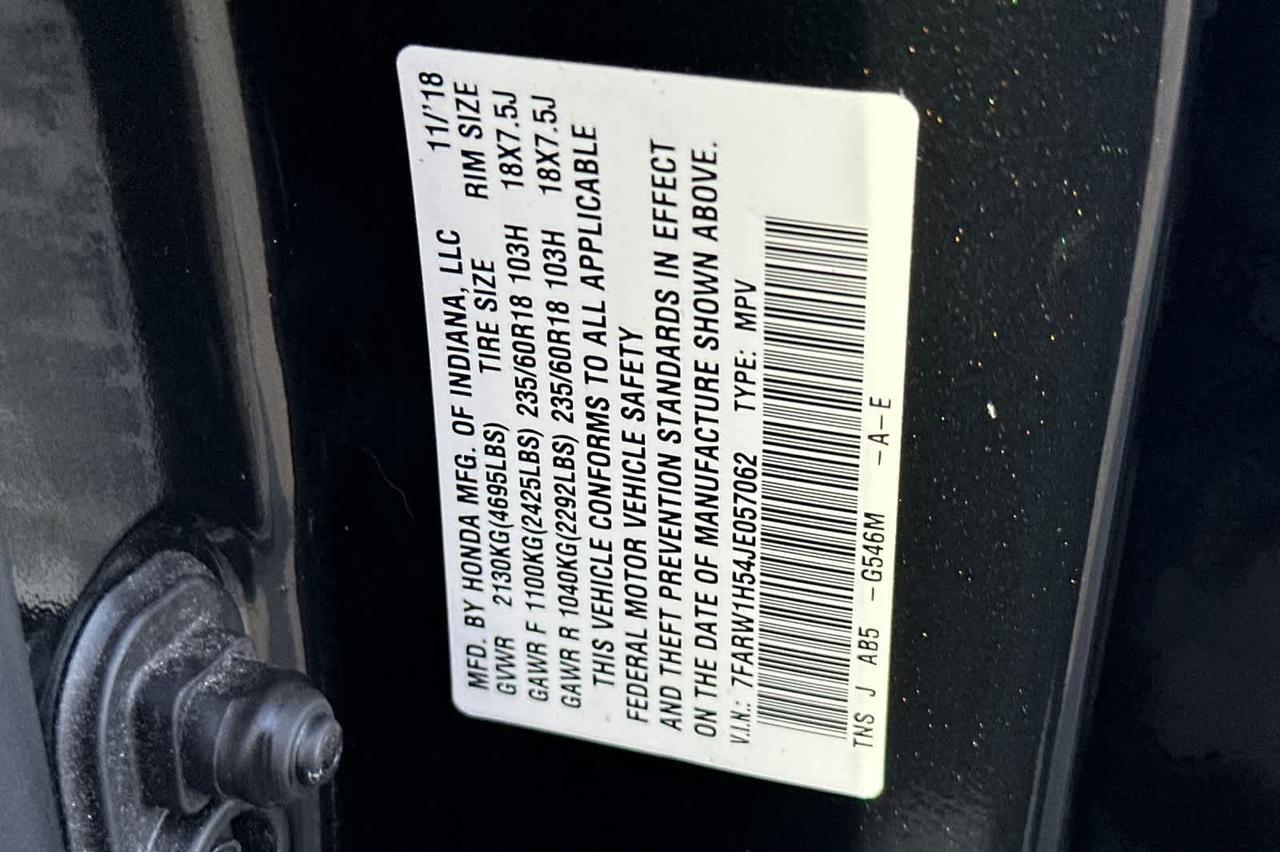 MFD. BY HONDA MFG. OF INDIANA, LLC 11/'18
GVWR 2130KG(4695LBS) TIRE SIZE RIM SIZE
GAWR F 1100KG(2425LBS) 235/60R18 103H 18X7.5J
GAWR R 1040KG(2292LBS) 235/60R18 103H 18X7.5J
THIS VEHICLE CONFORMS TO ALL APPLICABLE
FEDERAL MOTOR VEHICLE SAFETY
AND THEFT PREVENTION STANDARDS IN EFFECT
ON THE DATE OF MANUFACTURE SHOWN ABOVE.
V.I.N.: 7FARW1H54JE057062 TYPE: MPV
TNS J AB5 -G546M -A-E